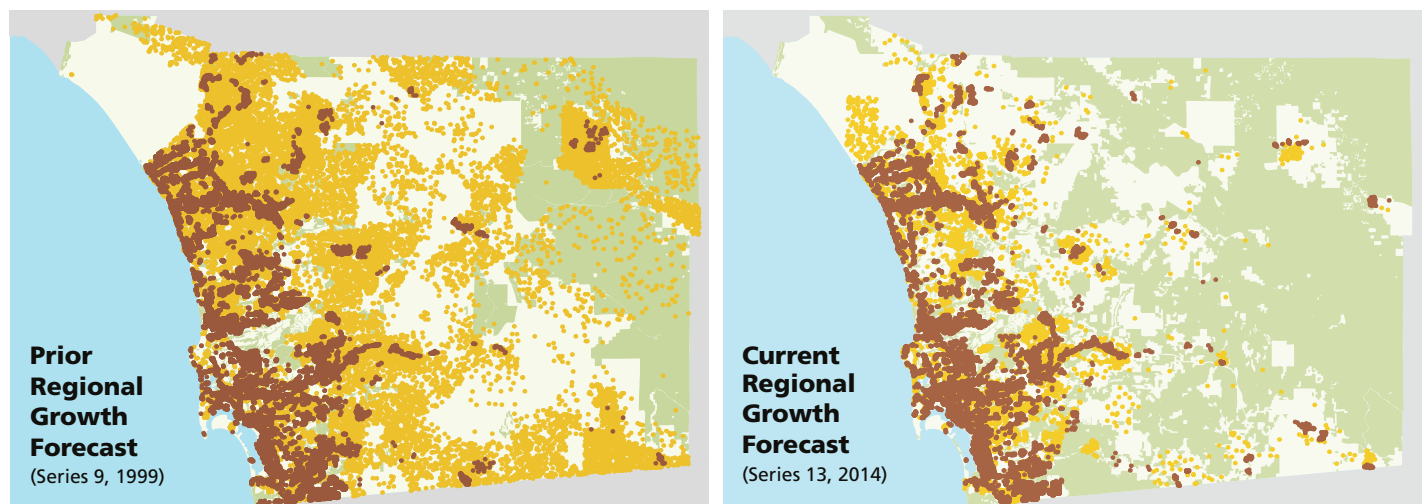 Prior
Regional
Growth
Forecast
(Series 9, 1999)
Current
Regional
Growth
Forecast
(Series 13, 2014)